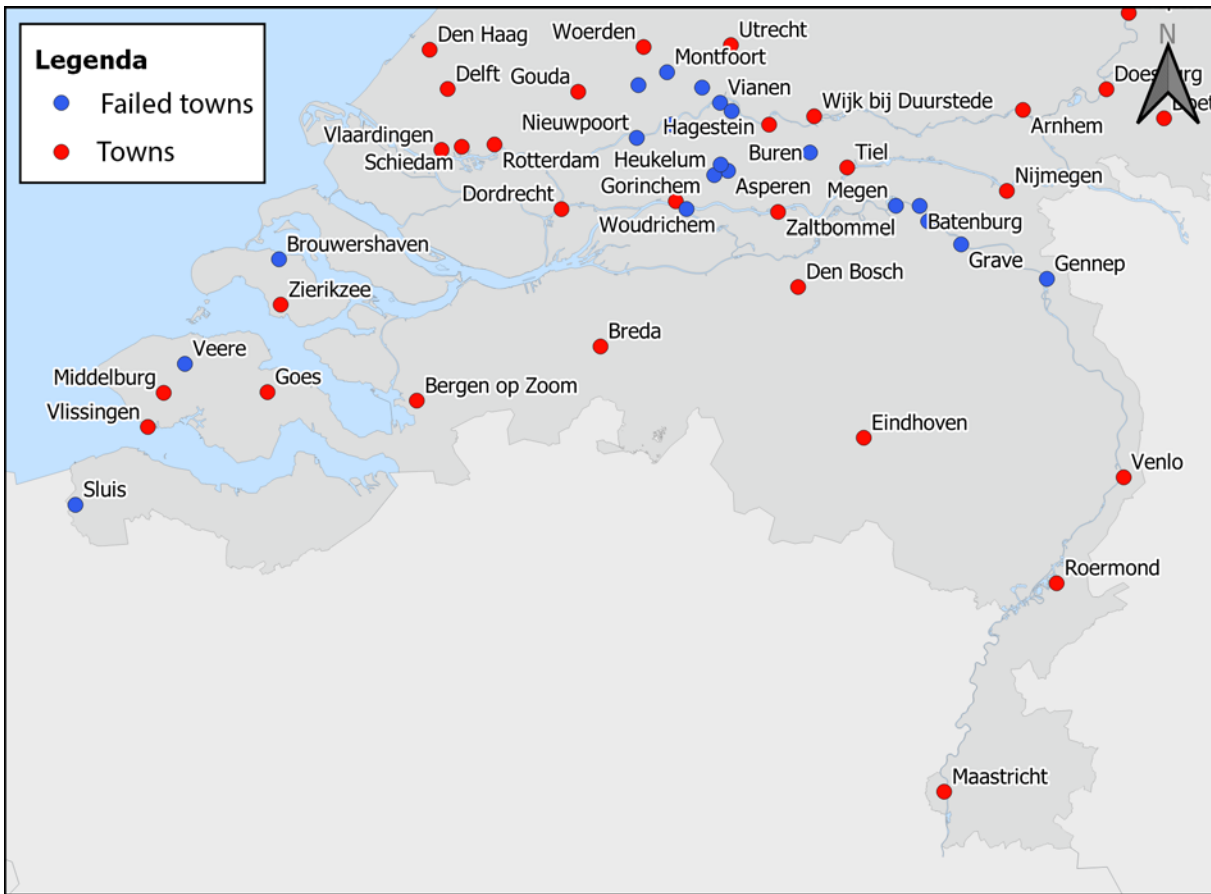 Legenda
Failed towns
Towns
N
Den Haag
Woerden
Utrecht
Montfoort
Delft
Gouda
Vianen
Doesburg
Wijk bij Duurstede
Nieuwpoort
Hagestein
Arnhem
Vlaardingen
Schiedam
Rotterdam
Heukelum
Buren
Tiel
Nijmegen
Asperen
Gorinchem
Megen
Dordrecht
Woudrichem
Zaltbommel
Batenburg
Brouwershaven
Grave
Gennep
Den Bosch
Zierikzee
Breda
Veere
Middelburg
Goes
Bergen op Zoom
Vlissingen
Eindhoven
Venlo
Sluis
Roermond
Maastricht